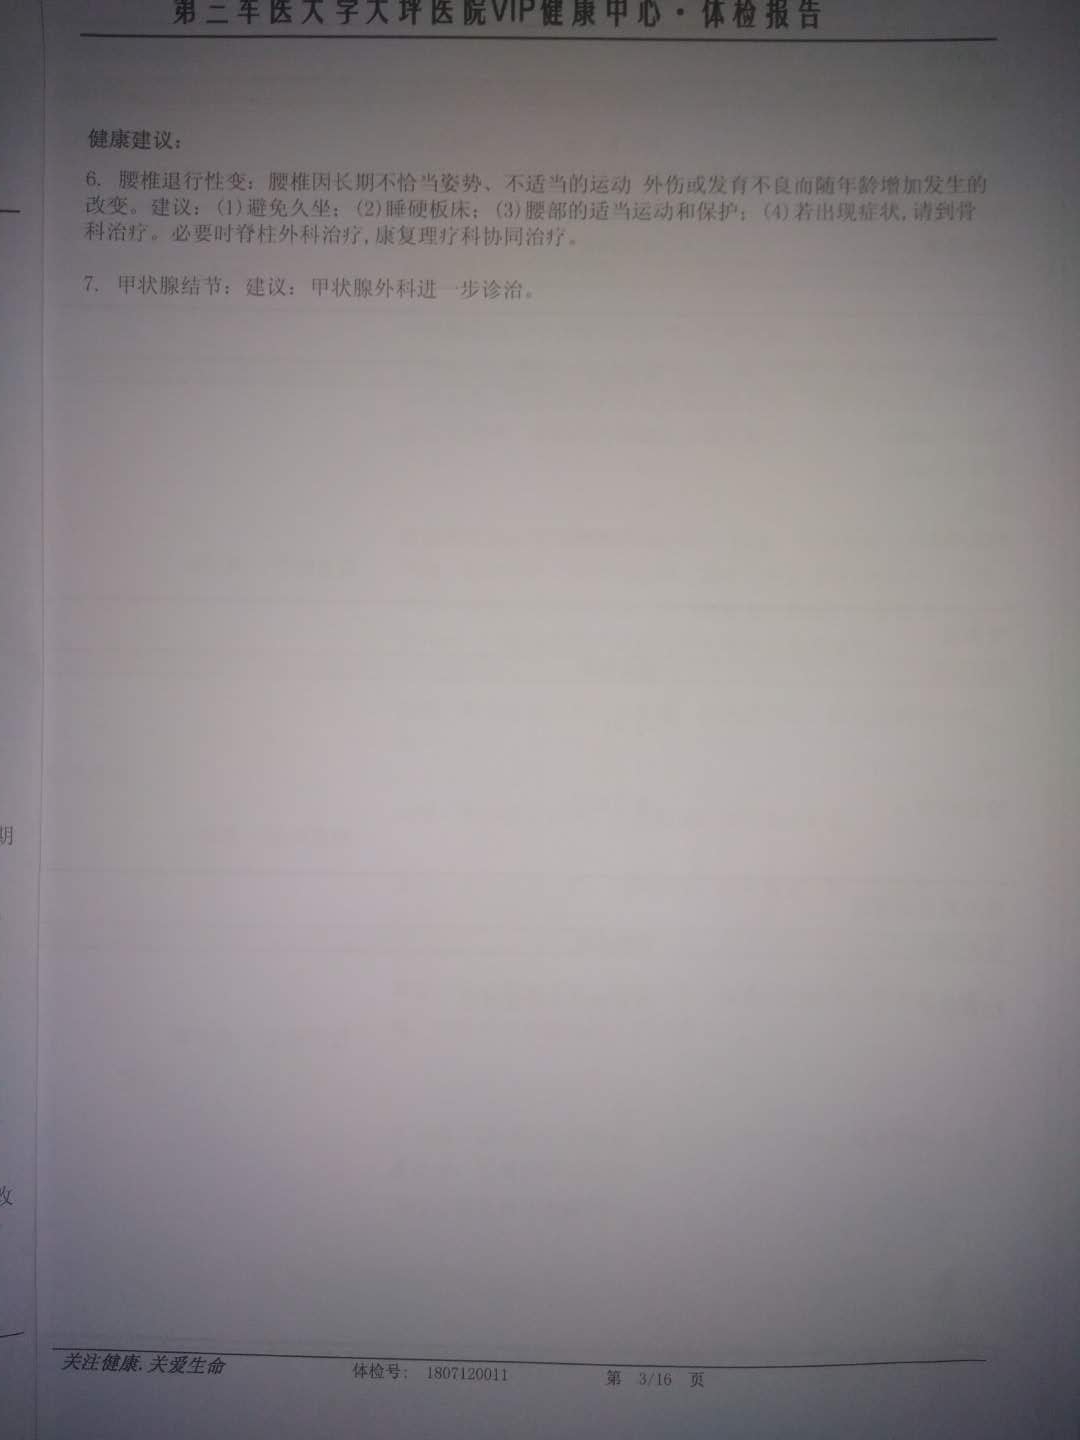 第三军医大学大坪医院VIP健康中心·体检报告
健康建议：
6. 腰椎退行性变：腰椎因长期不恰当姿势、不适当的运动 外伤或发育不良而随年龄增加发生的
改变。建议：(1)避免久坐；(2)睡硬板床；(3)腰部的适当运动和保护；(4)若出现症状,请到骨
科治疗。必要时脊柱外科治疗,康复理疗科协同治疗。
7. 甲状腺结节：建议：甲状腺外科进一步诊治。
期
改
关注健康.关爱生命 体检号： 1807120011 第 3/16 页